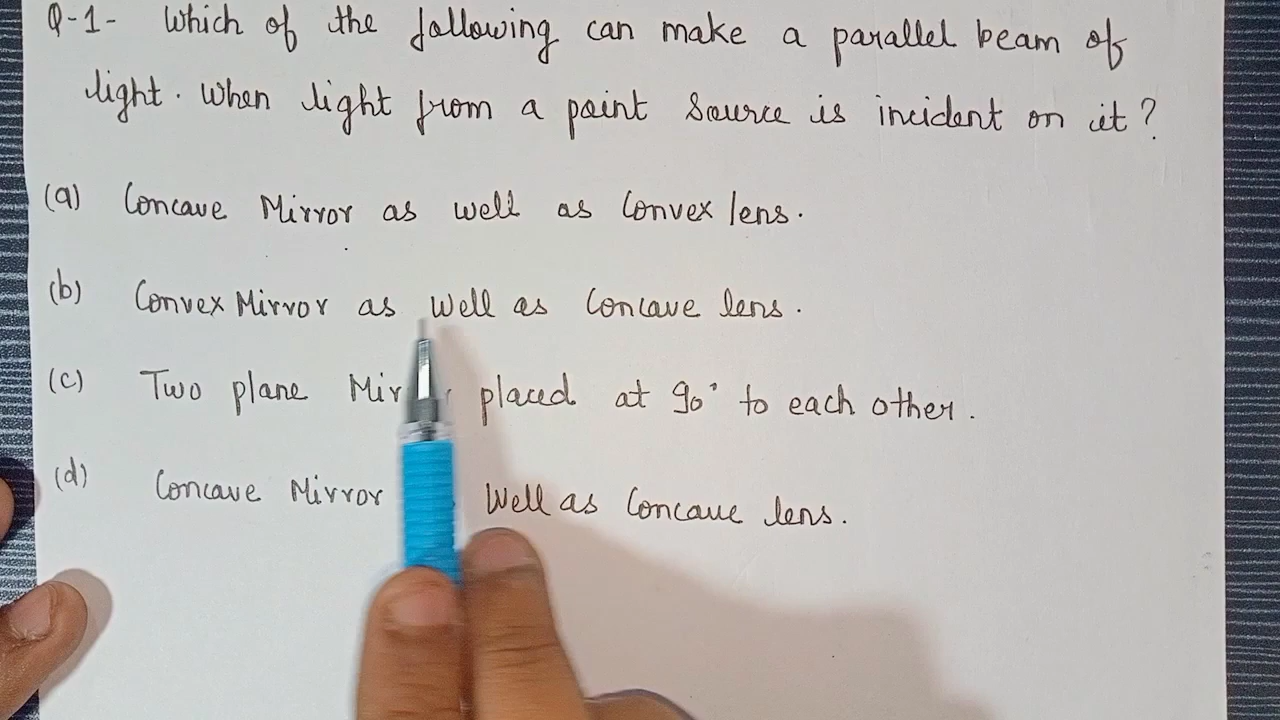 Q-1- Which of the following can make a parallel beam of
light. When light from a point source is incident on it?
(a) Concave Mirror as well as Convex lens.
(b) Convex Mirror as well as Concave lens.
(c) Two plane placed at 90° to each other.
(d) Concave Mirror Well as Concave lens.